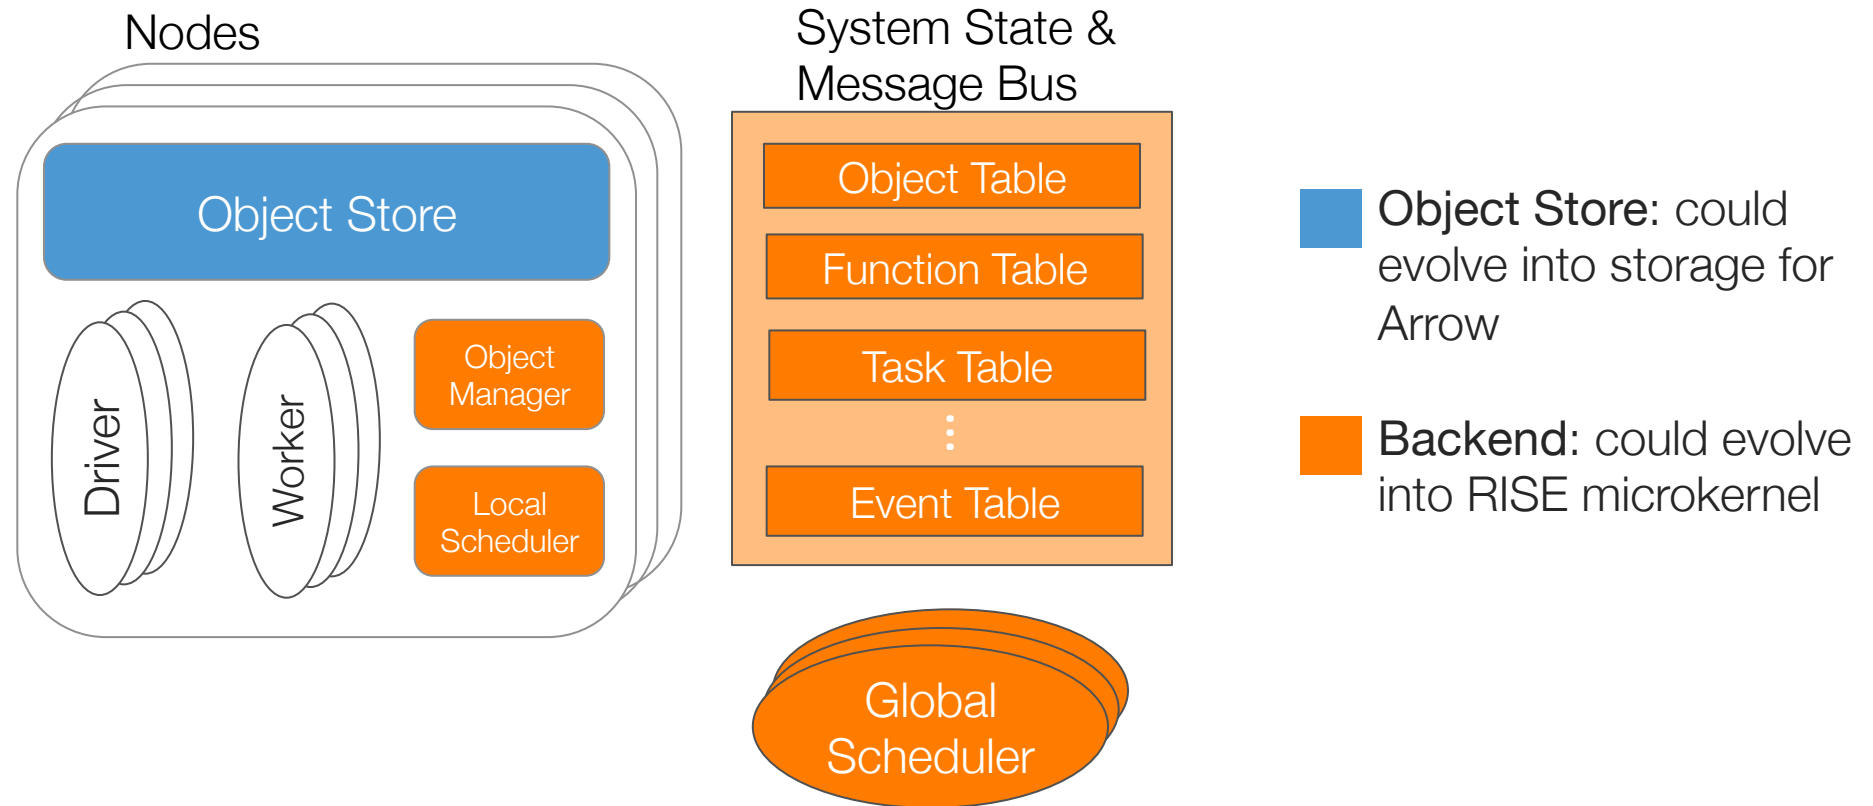 Nodes
System State &
Message Bus
Object Store
Driver
Worker
Object
Manager
Local
Scheduler
Object Table
Function Table
Task Table
Event Table
Global
Scheduler
Object Store: could
evolve into storage for
Arrow
Backend: could evolve
into RISE microkernel